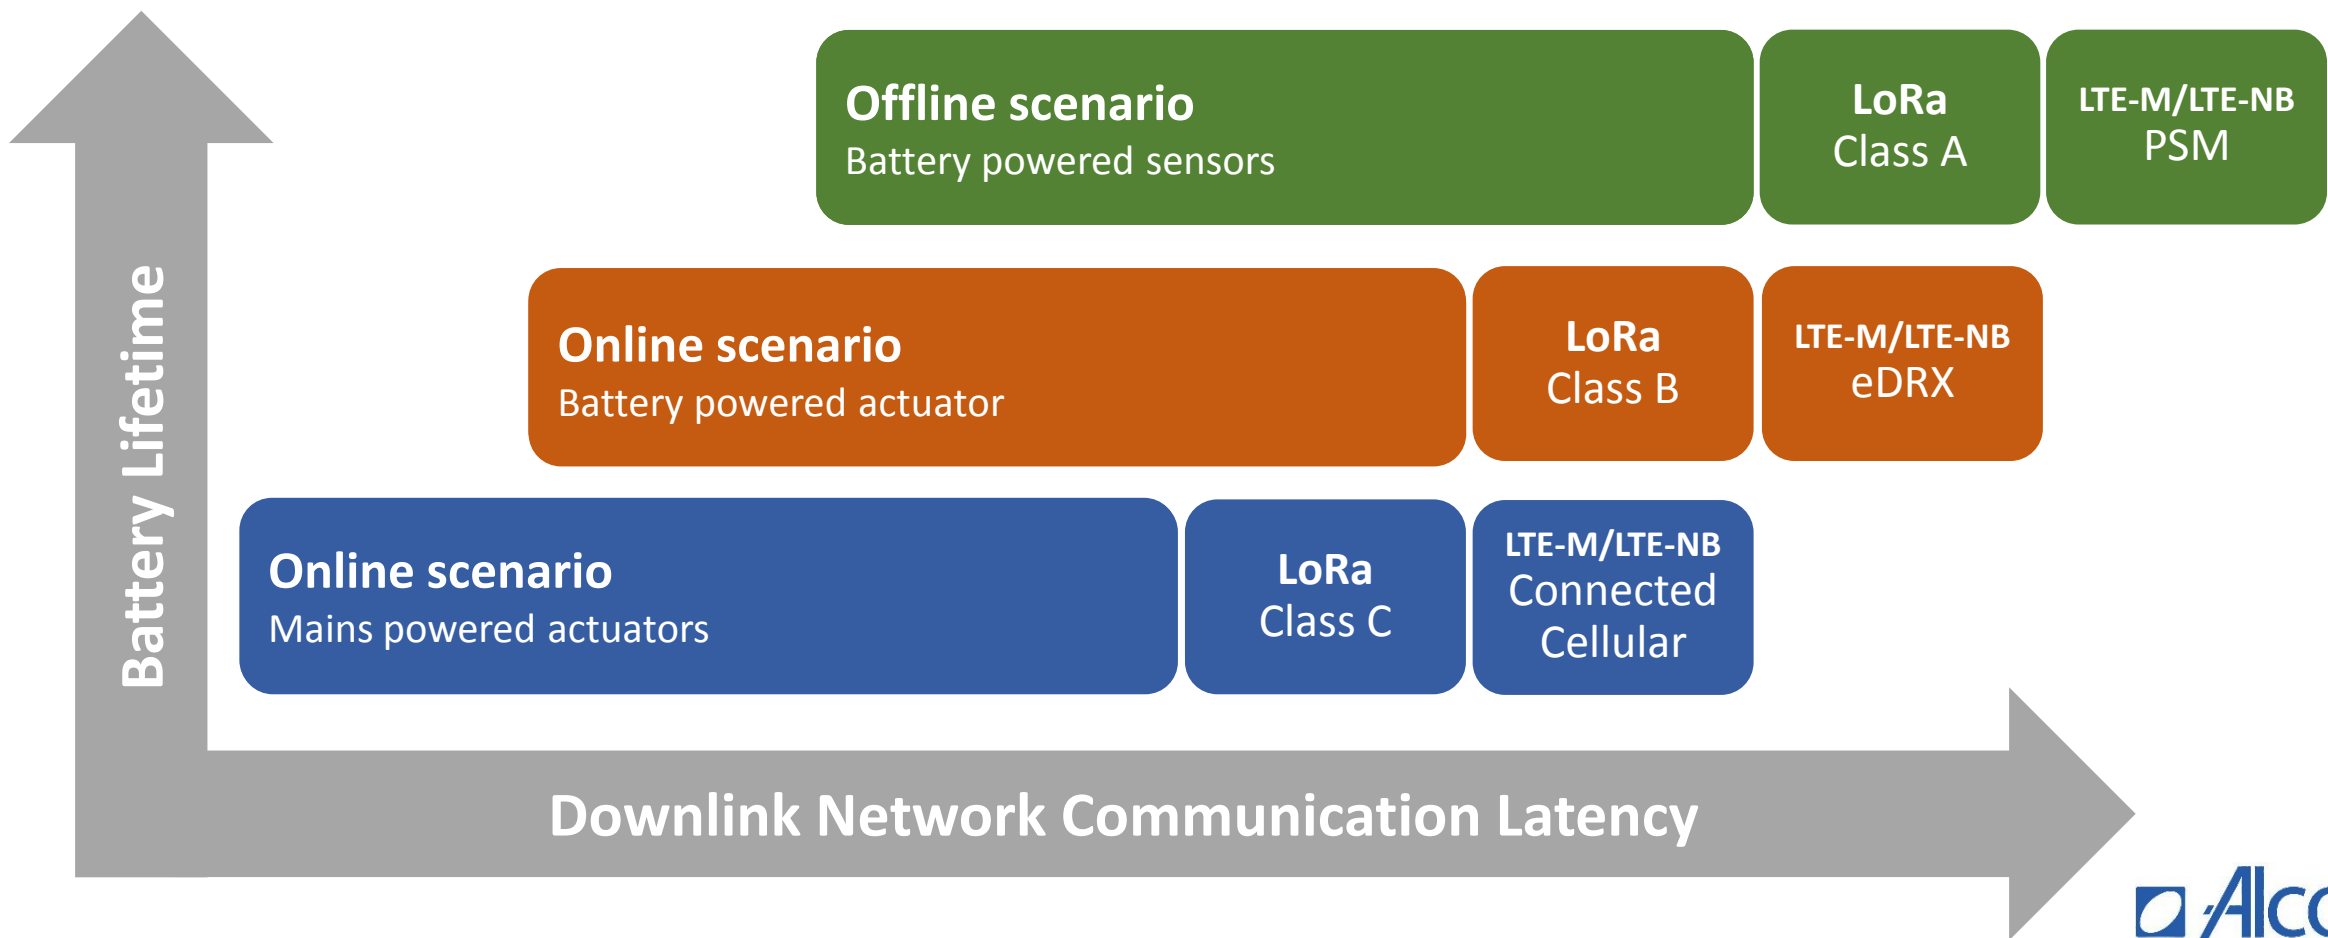 Offline scenario
Battery powered sensors
LoRa
Class A
LTE-M/LTE-NB
PSM
Online scenario
Battery powered actuator
LoRa
Class B
LTE-M/LTE-NB
eDRX
Online scenario
Mains powered actuators
LoRa
Class C
LTE-M/LTE-NB
Connected
Cellular
Battery Lifetime
Downlink Network Communication Latency